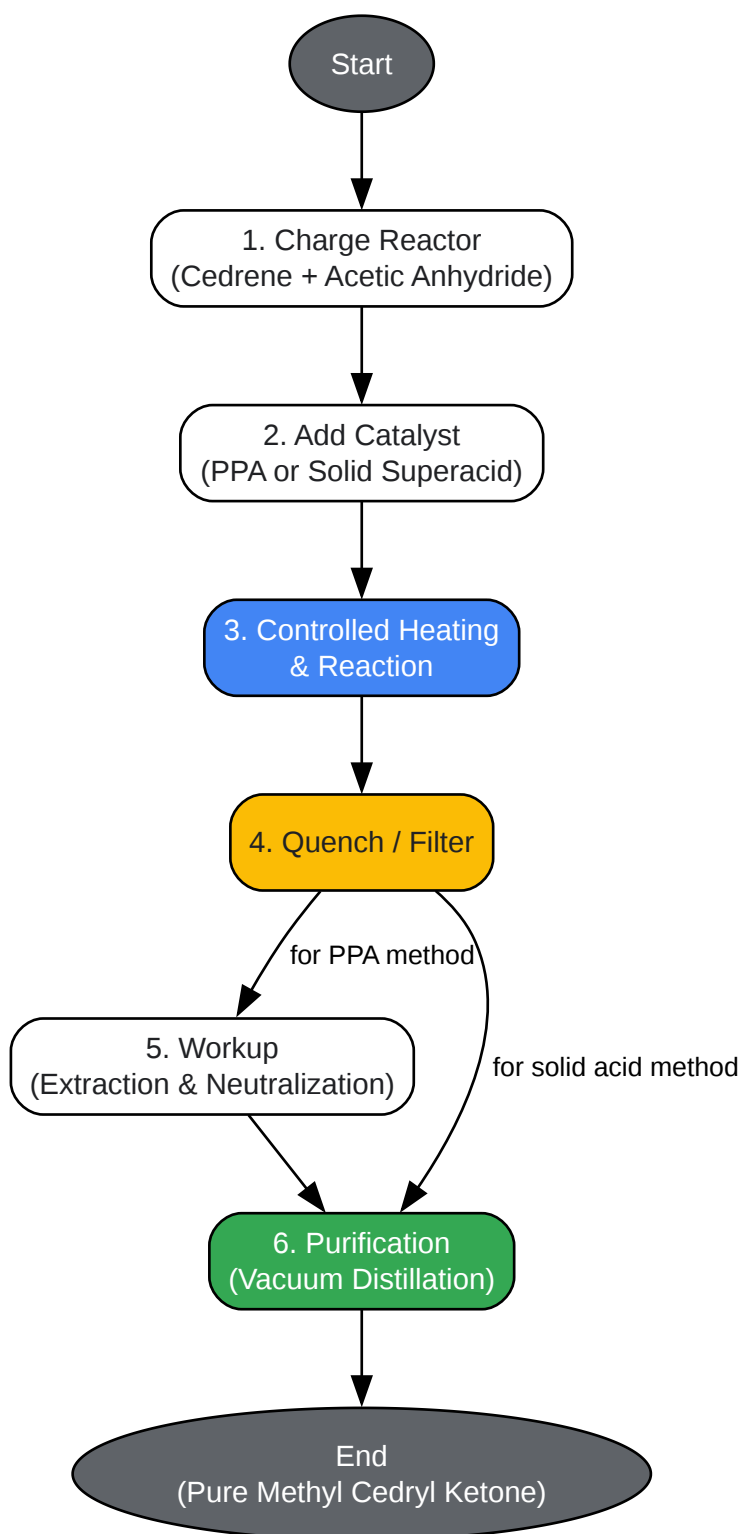 Start
1. Charge Reactor
(Cedrene + Acetic Anhydride)
2. Add Catalyst
(PPA or Solid Superacid)
3. Controlled Heating
& Reaction
4. Quench / Filter
for PPA method
5. Workup
(Extraction & Neutralization)
for solid acid method
6. Purification
(Vacuum Distillation)
End
(Pure Methyl Cedryl Ketone)